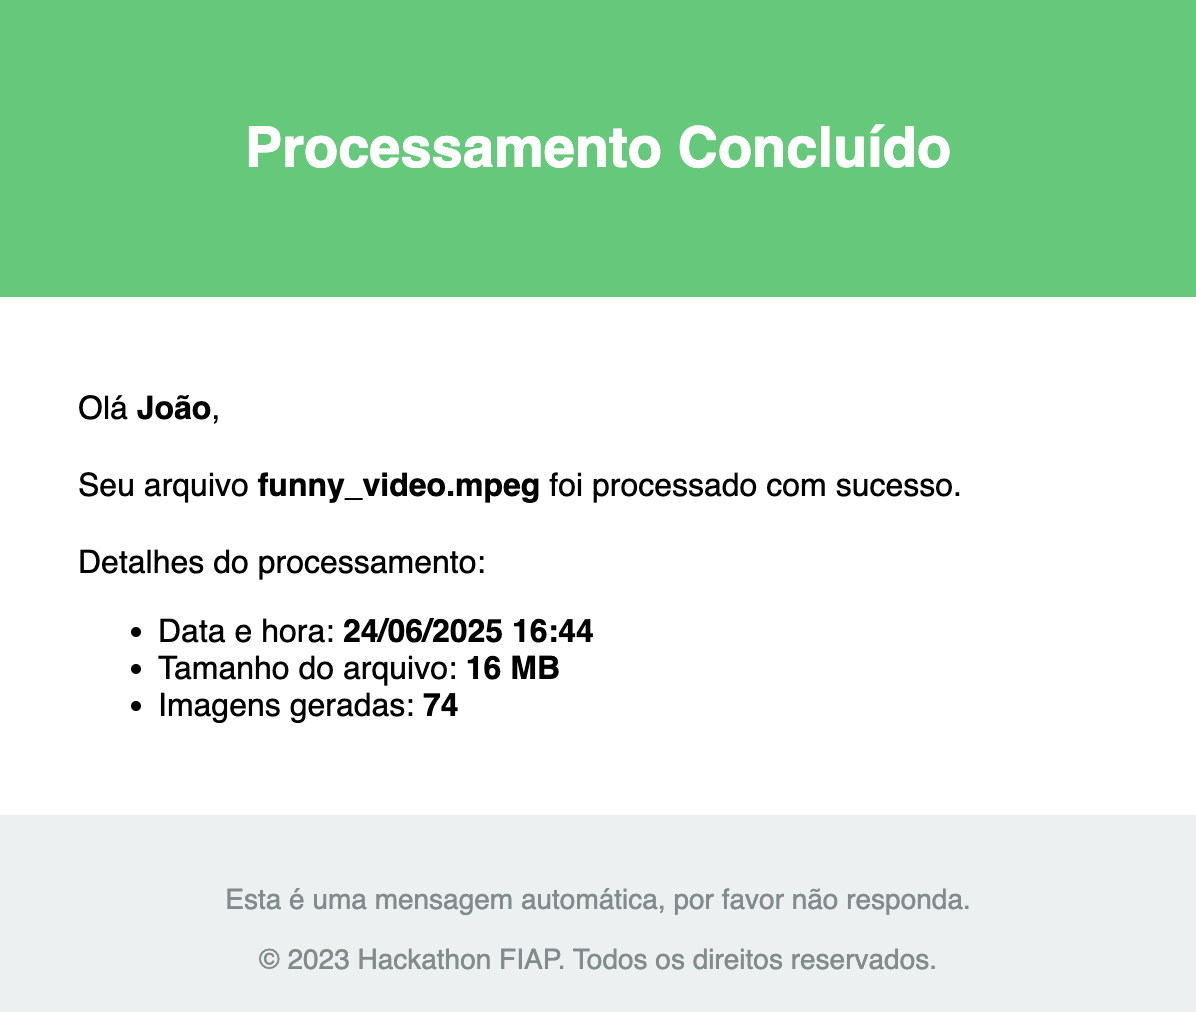 Processamento Concluído
Olá João,
Seu arquivo funny_video.mpeg foi processado com sucesso.
Detalhes do processamento:
• Data e hora: 24/06/2025 16:44
• Tamanho do arquivo: 16 MB
• Imagens geradas: 74
Esta é uma mensagem automática, por favor não responda.
© 2023 Hackathon FIAP. Todos os direitos reservados.